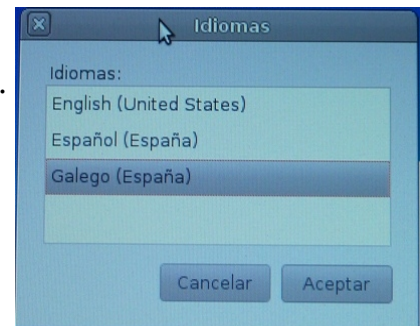 Idiomas
Idiomas:
English (United States)
Español (España)
Galego (España)
Cancelar Aceptar